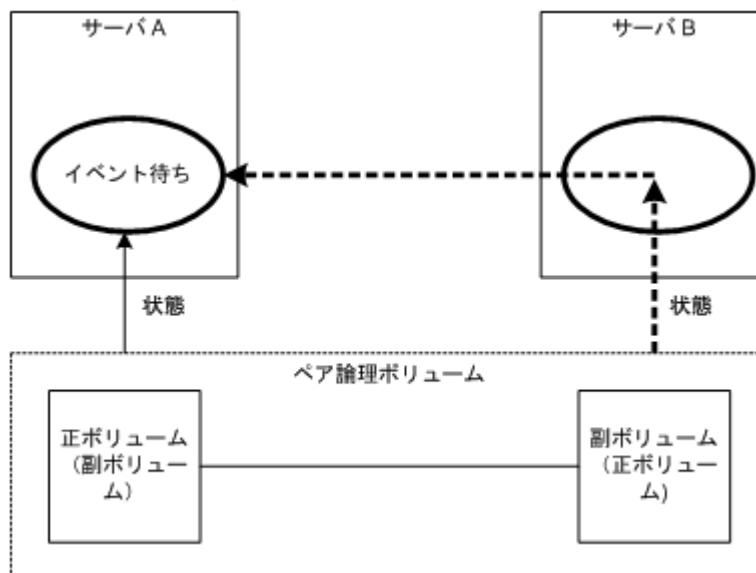 サーバA
サーバB
イベント待ち
状態
状態
ペア論理ボリューム
正ボリューム
（副ボリュー
ム）
副ボリューム
（正ボリュー
ム)